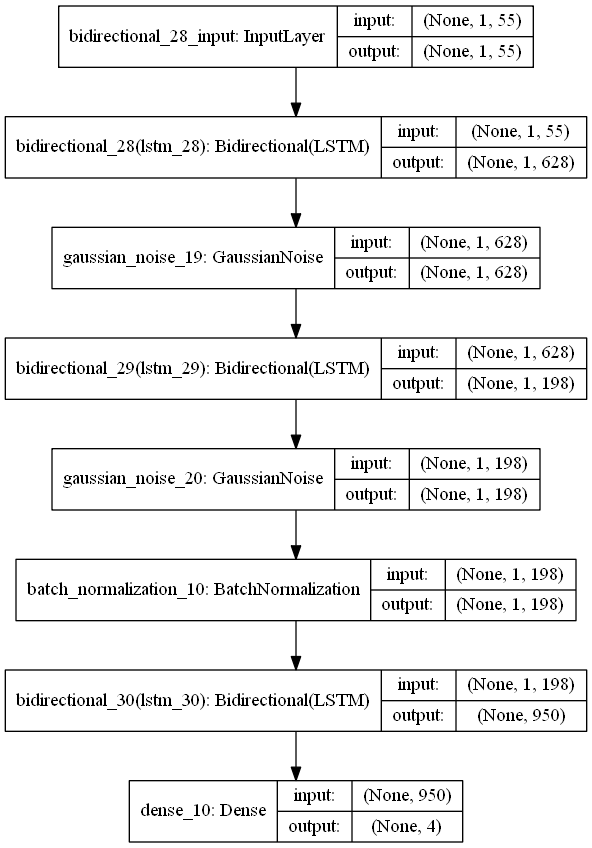 bidirectional_28_input: InputLayer
input: (None, 1, 55)
output: (None, 1, 55)
bidirectional_28(lstm_28): Bidirectional(LSTM)
input: (None, 1, 55)
output: (None, 1, 628)
gaussian_noise_19: GaussianNoise
input: (None, 1, 628)
output: (None, 1, 628)
bidirectional_29(lstm_29): Bidirectional(LSTM)
input: (None, 1, 628)
output: (None, 1, 198)
gaussian_noise_20: GaussianNoise
input: (None, 1, 198)
output: (None, 1, 198)
batch_normalization_10: BatchNormalization
input: (None, 1, 198)
output: (None, 1, 198)
bidirectional_30(lstm_30): Bidirectional(LSTM)
input: (None, 1, 198)
output: (None, 950)
dense_10: Dense
input: (None, 950)
output: (None, 4)